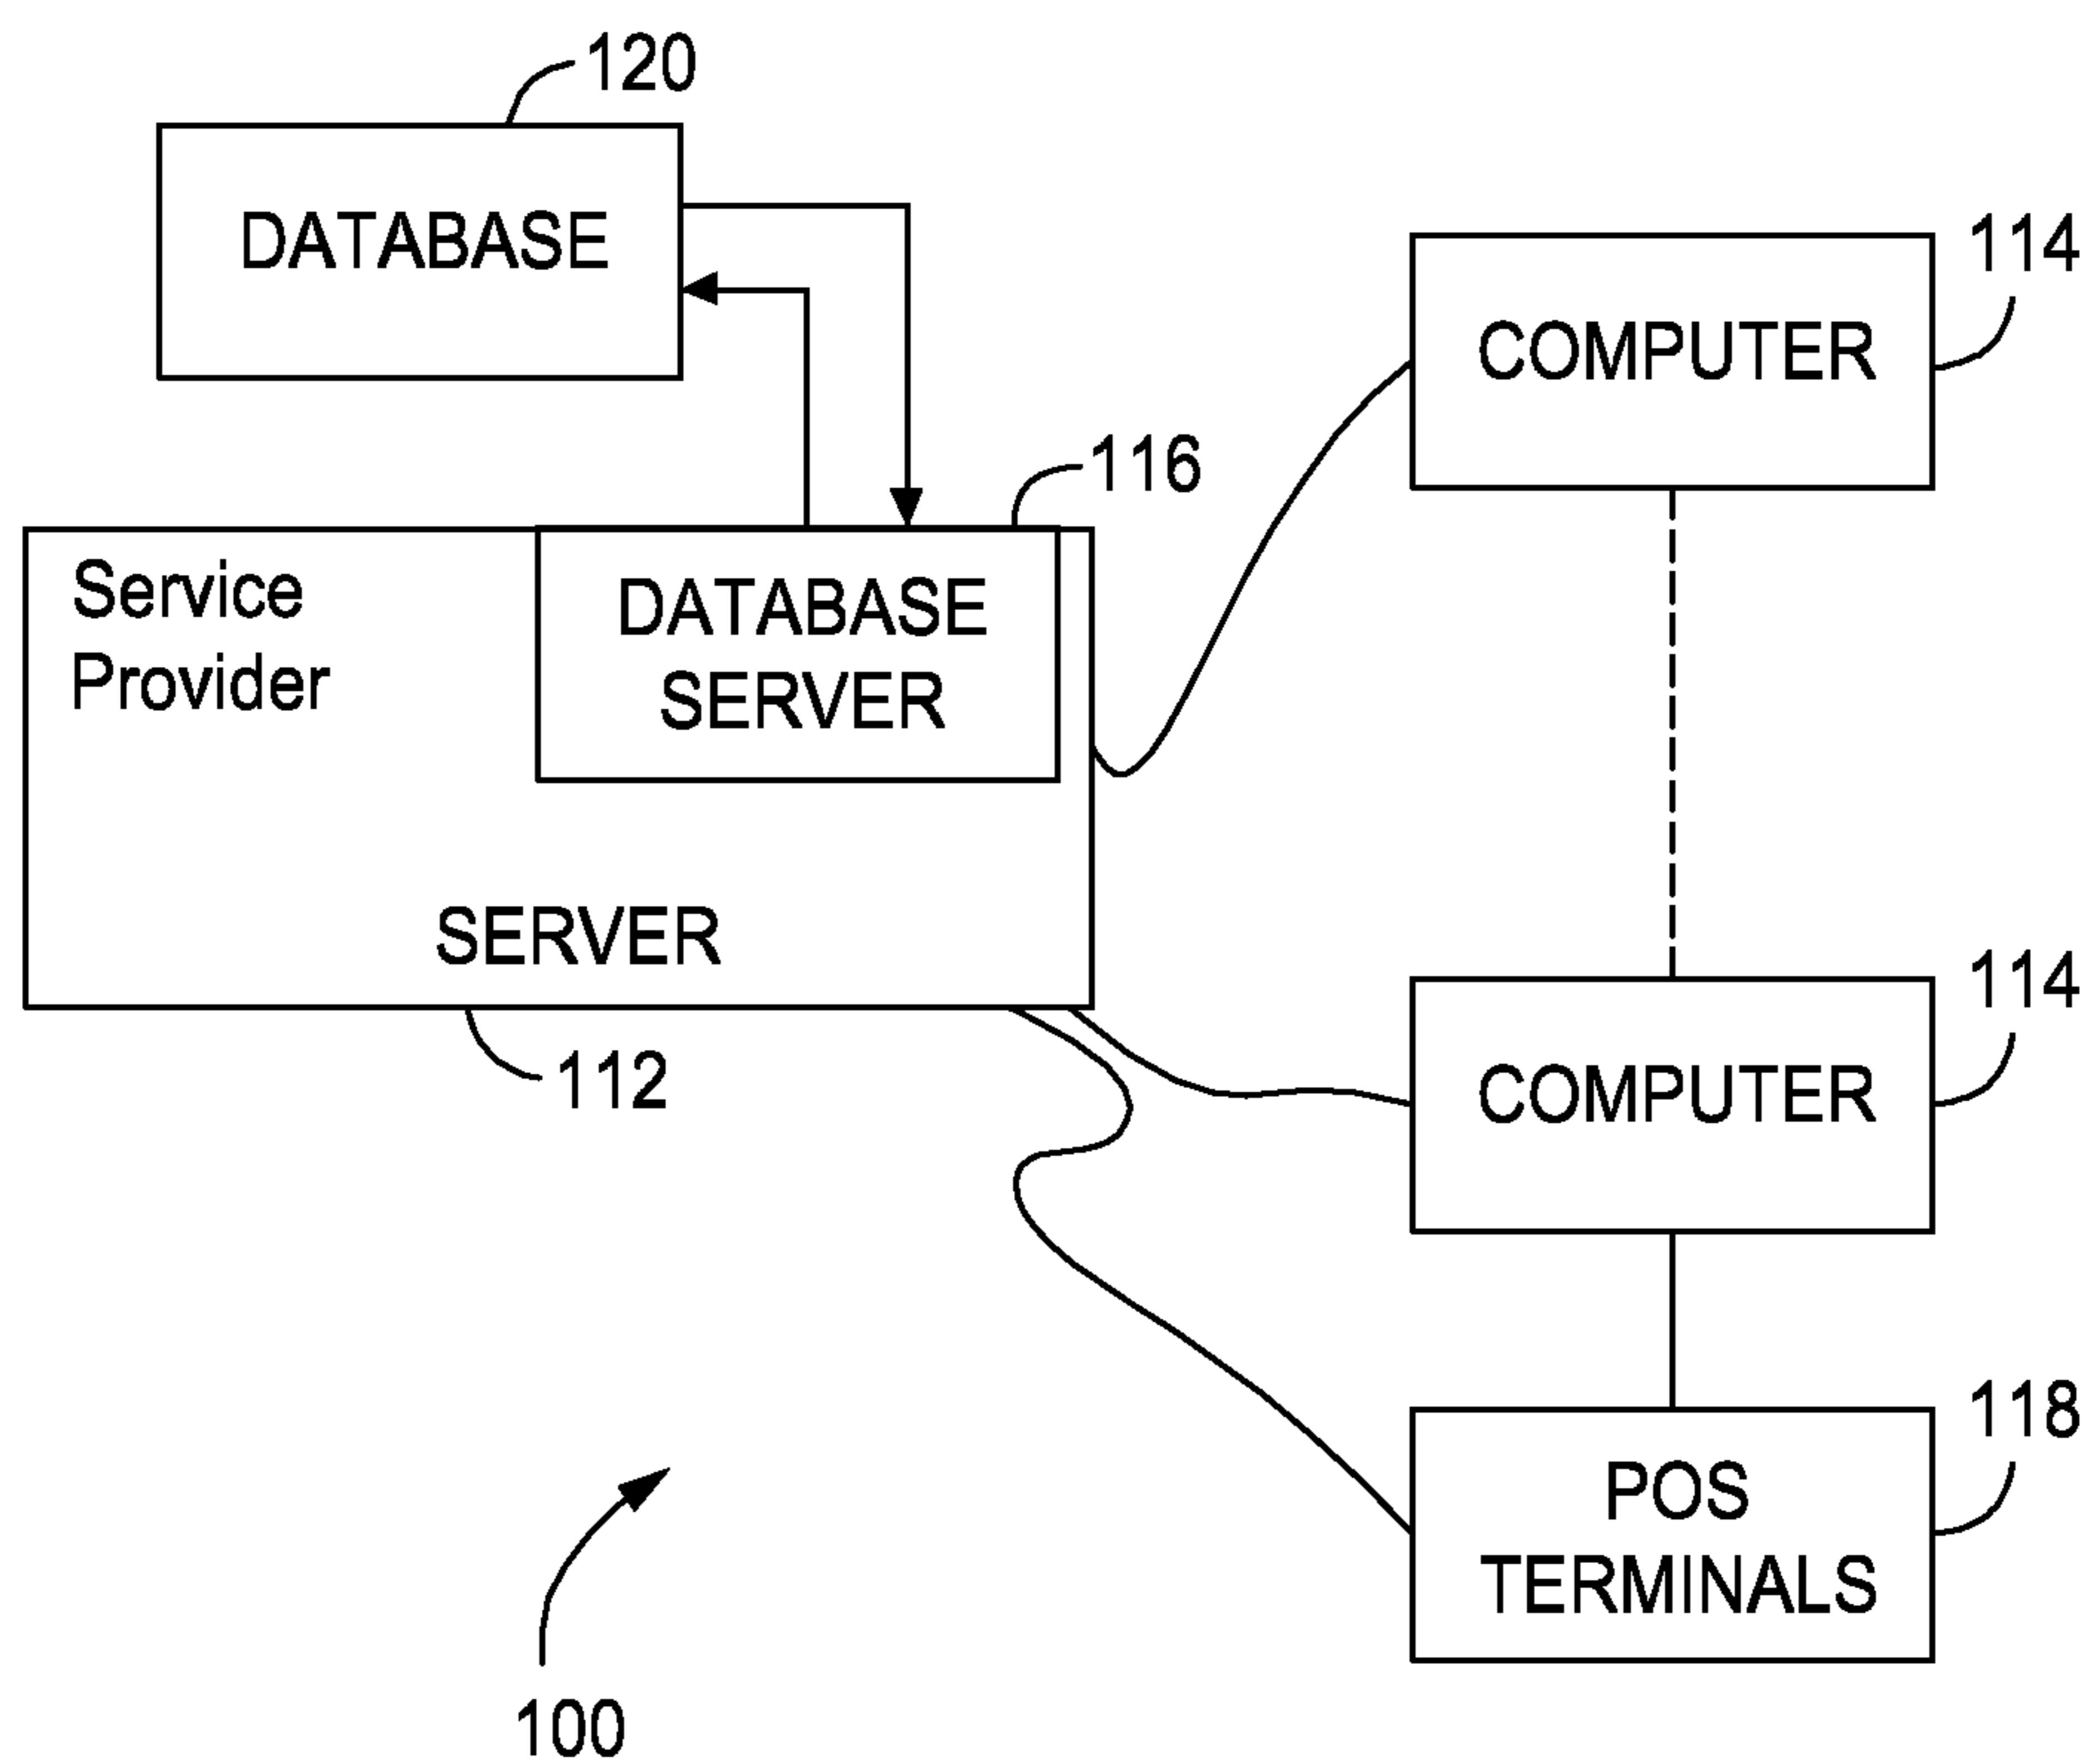 120
DATABASE
114
COMPUTER
116
Service
Provider
DATABASE
SERVER
SERVER
112
114
COMPUTER
118
POS
TERMINALS
100